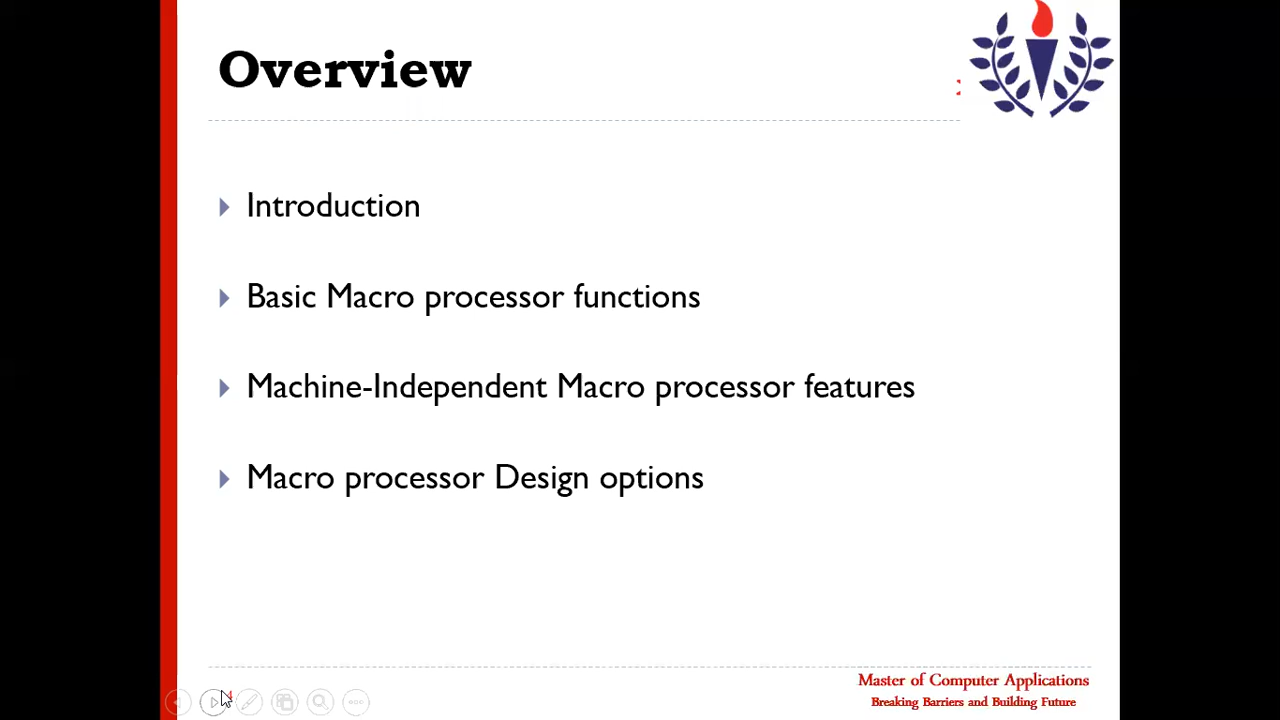 Overview
Introduction
Basic Macro processor functions
Machine-Independent Macro processor features
Macro processor Design options
Master of Computer Applications
Breaking Barriers and Building Future